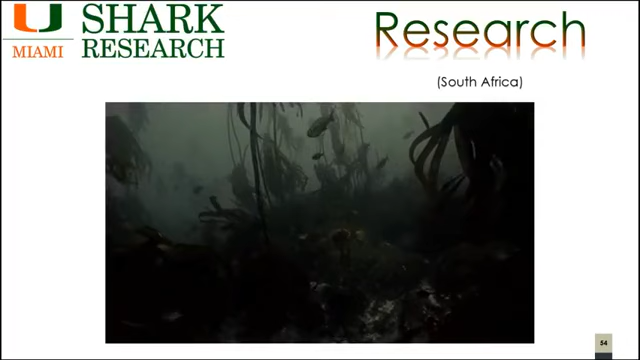 SHARK
MIAMI RESEARCH
Research
(South Africa)
54